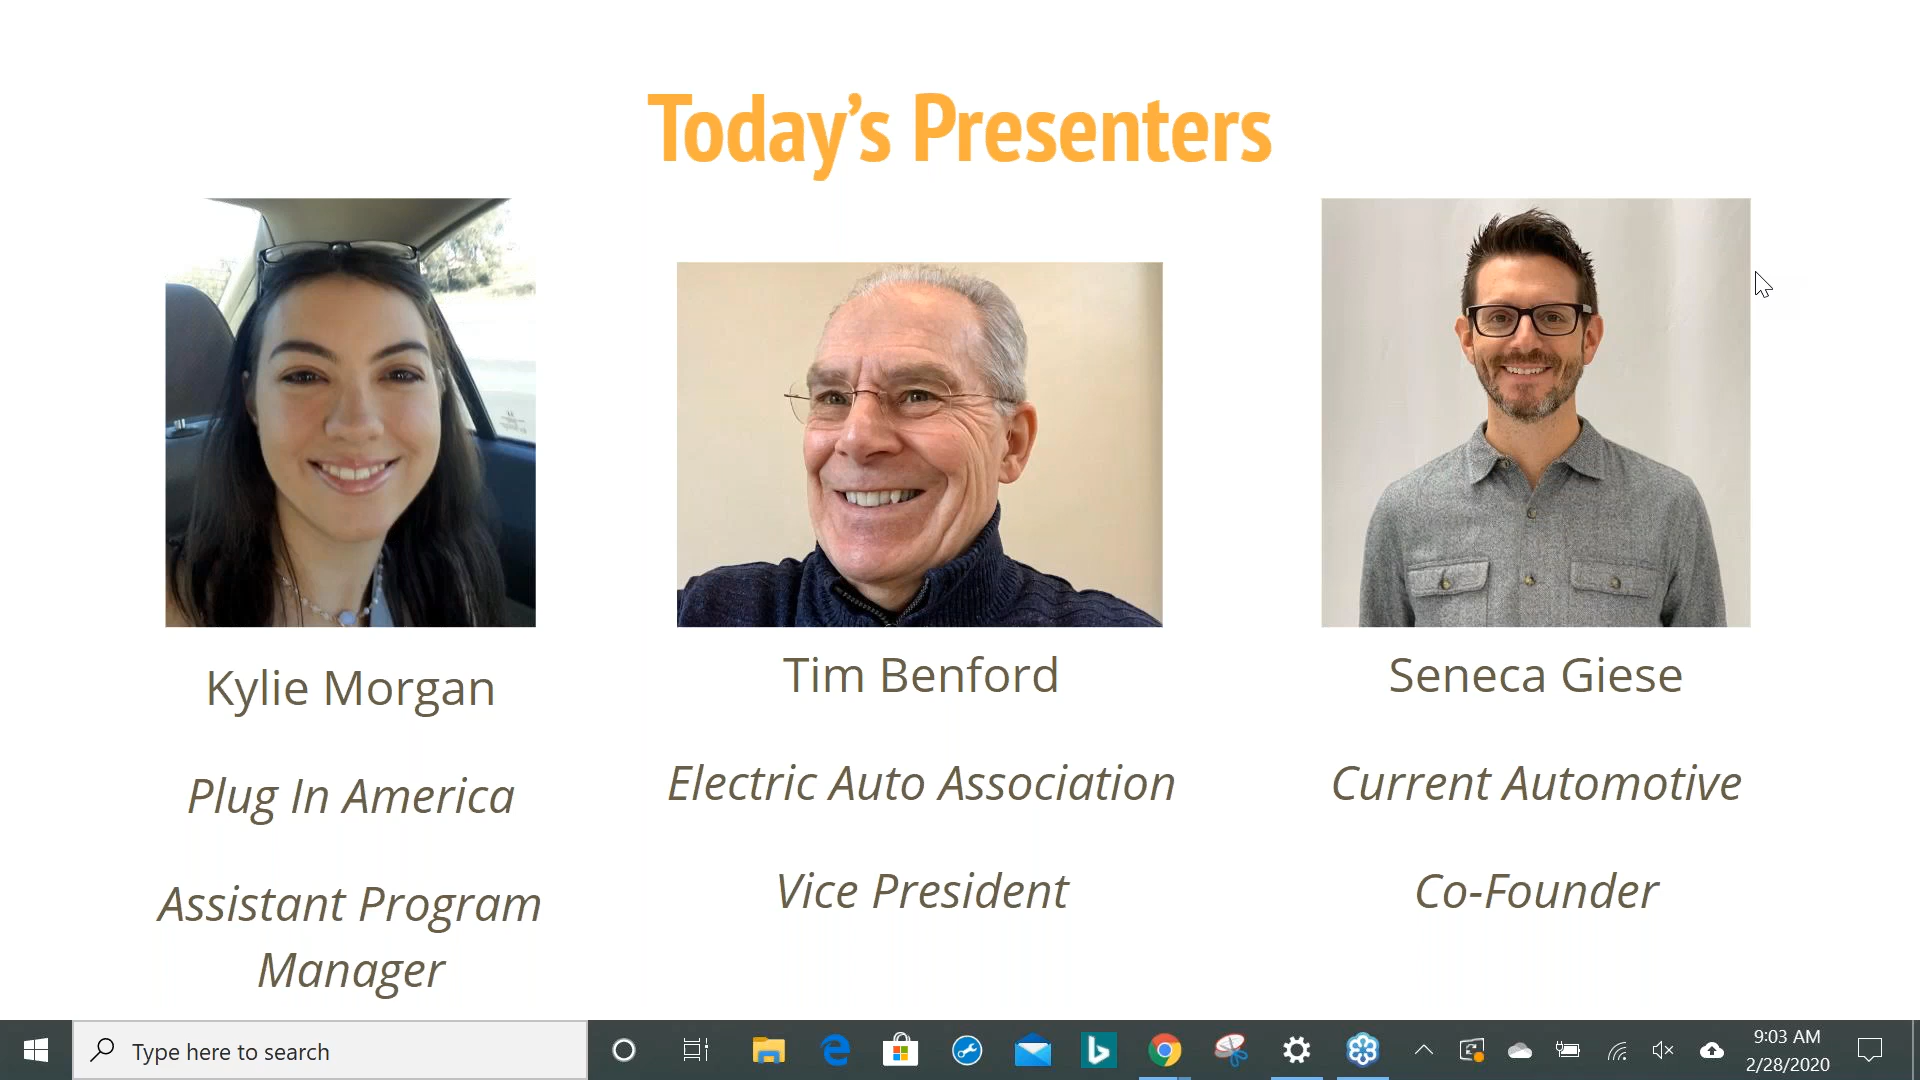 Today's Presenters
Kylie Morgan
Plug In America
Assistant Program
Manager
Tim Benford
Electric Auto Association
Vice President
Seneca Giese
Current Automotive
Co-Founder
Type here to search
9:03 AM
2/28/2020